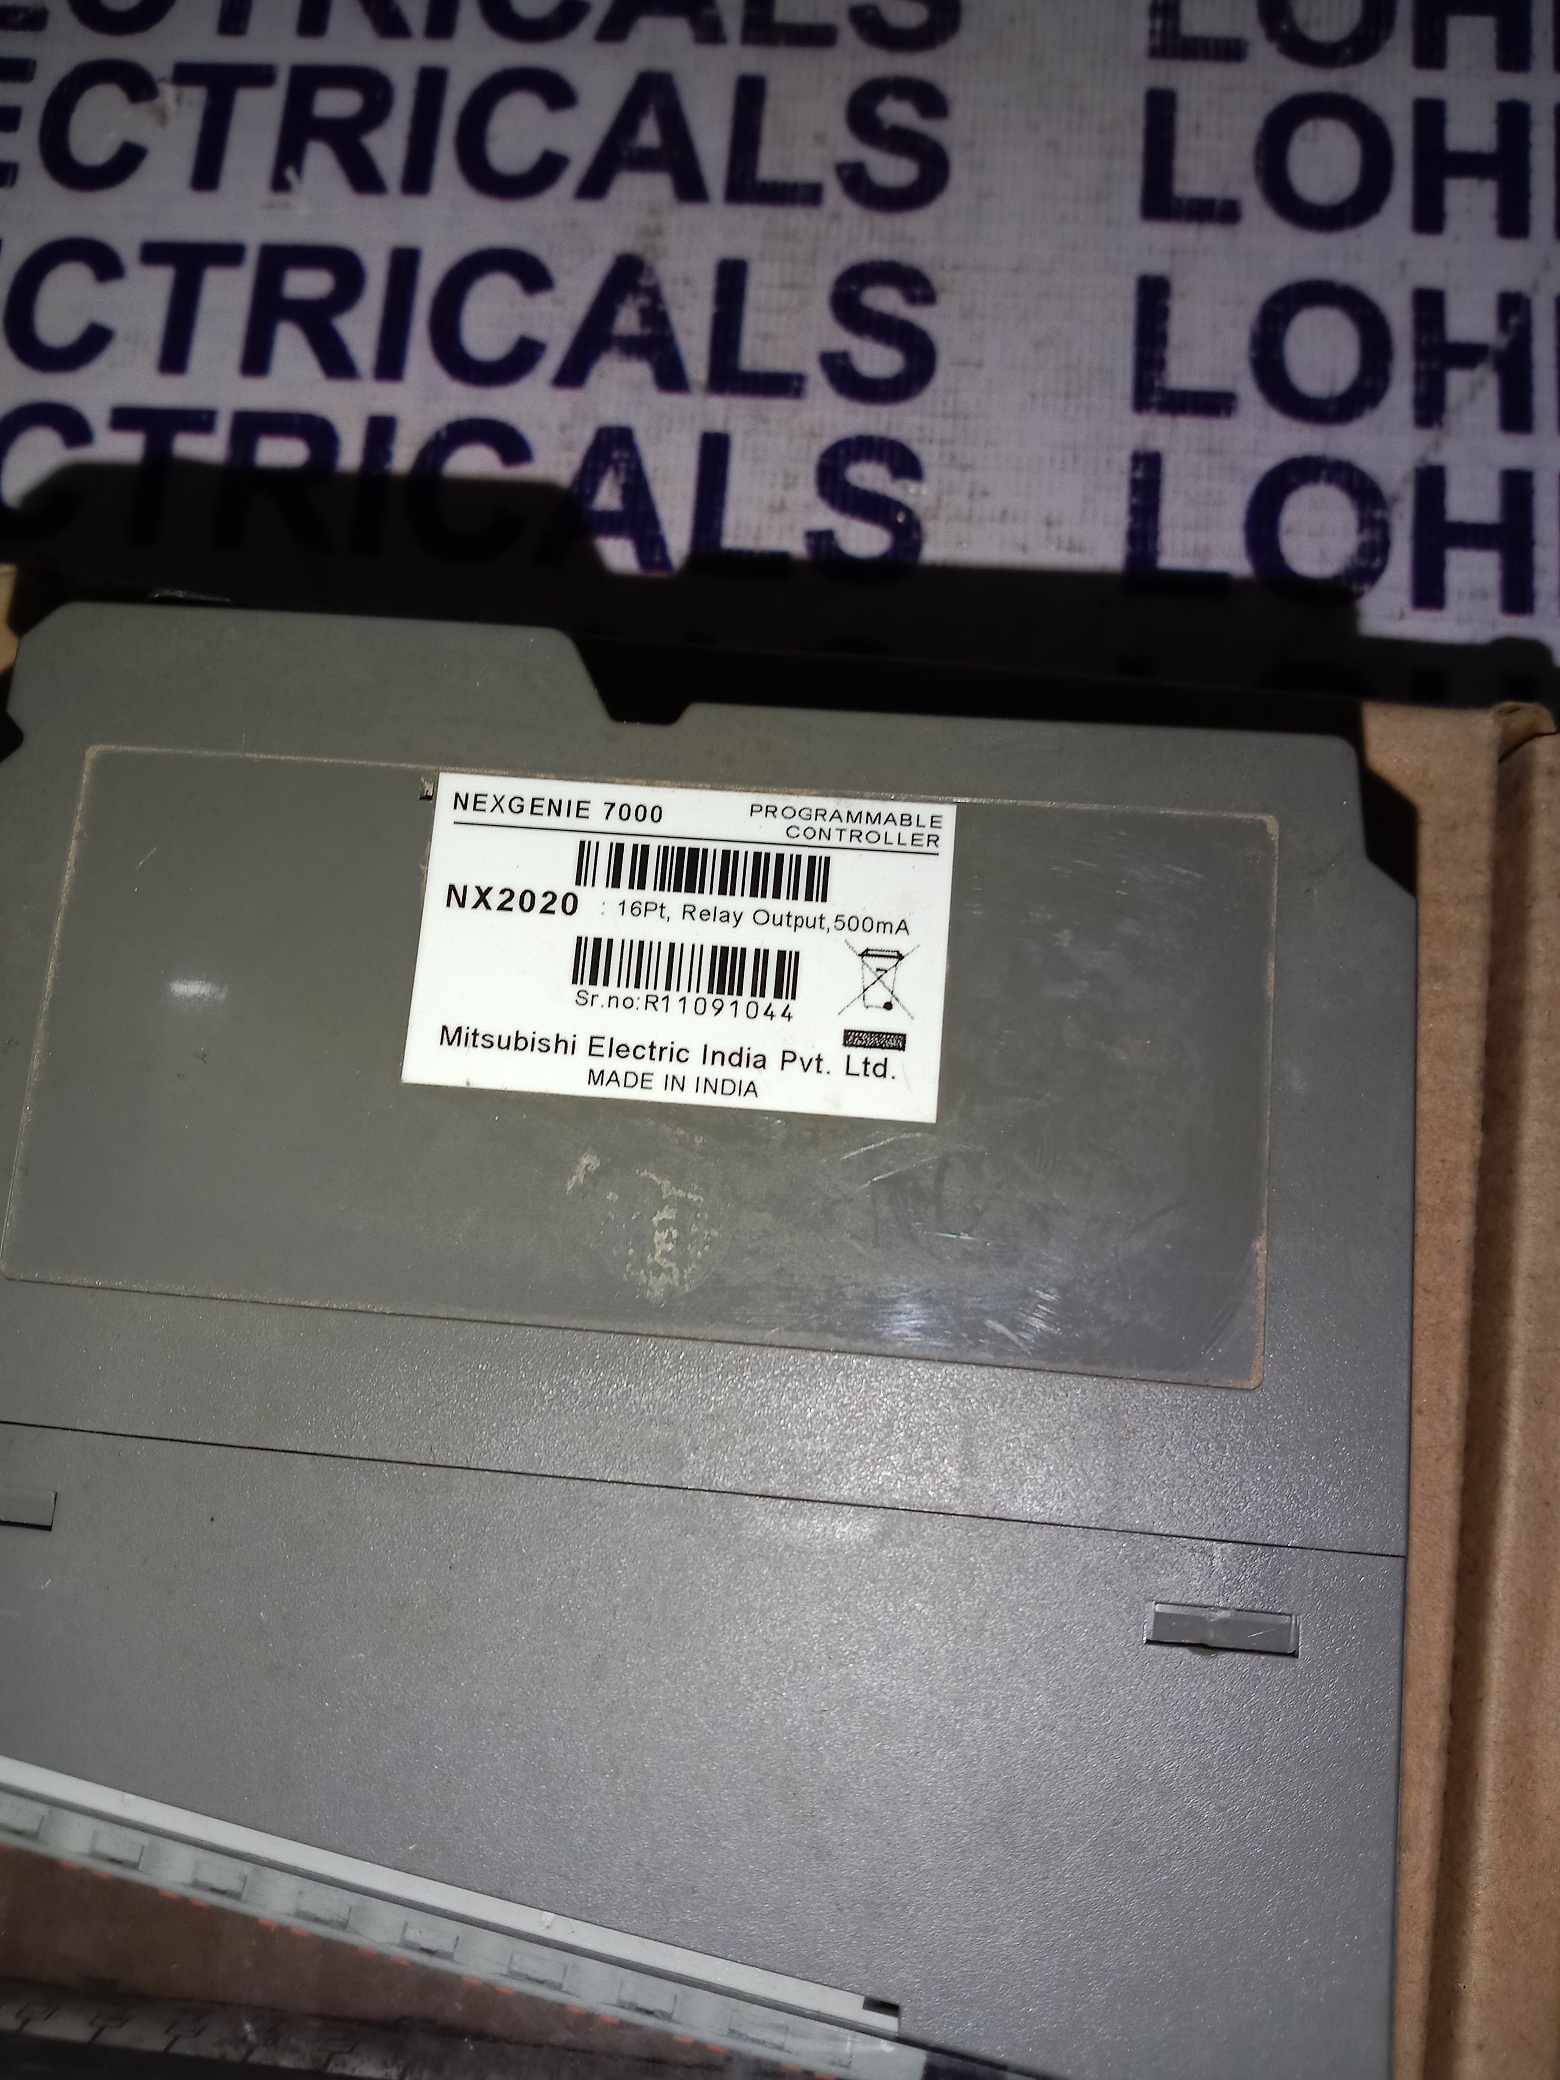 ECTRICALS LOH
ECTRICALS LOH
CTRICALS LOH
CTRICALS LOH
NEXGENIE 7000 PROGRAMMABLE
CONTROLLER
NX2020 : 16Pt, Relay Output,500mA
Sr.no:R11091044
Mitsubishi Electric India Pvt. Ltd.
MADE IN INDIA